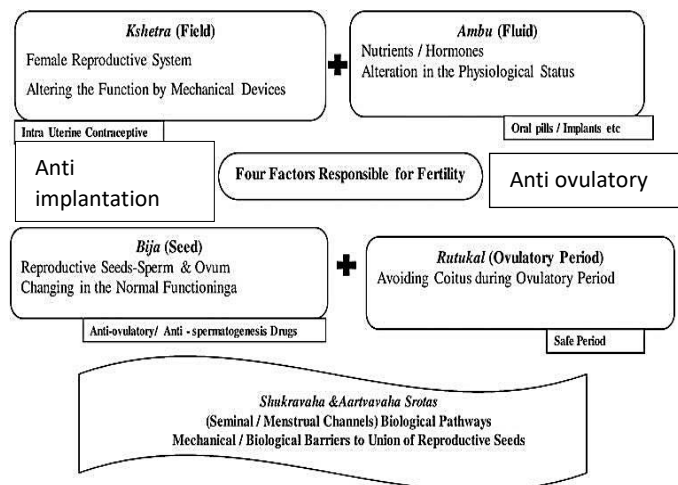 Kshetra (Field)
Female Reproductive System
Altering the Function by Mechanical Devices
Intra Uterine Contraceptive
Ambu (Fluid)
Nutrients / Hormones
Alteration in the Physiological Status
Oral pills / Implants etc
Anti
implantation
Four Factors Responsible for Fertility
Anti ovulatory
Bija (Seed)
Reproductive Seeds-Sperm & Ovum
Changing in the Normal Functioninga
Anti-ovulatory/ Anti - spermatogenesis Drugs
Rutukal (Ovulatory Period)
Avoiding Coitus during Ovulatory Period
Safe Period
Shukravaha &Aartvavaha Srotas
(Seminal / Menstrual Channels) Biological Pathways
Mechanical / Biological Barriers to Union of Reproductive Seeds